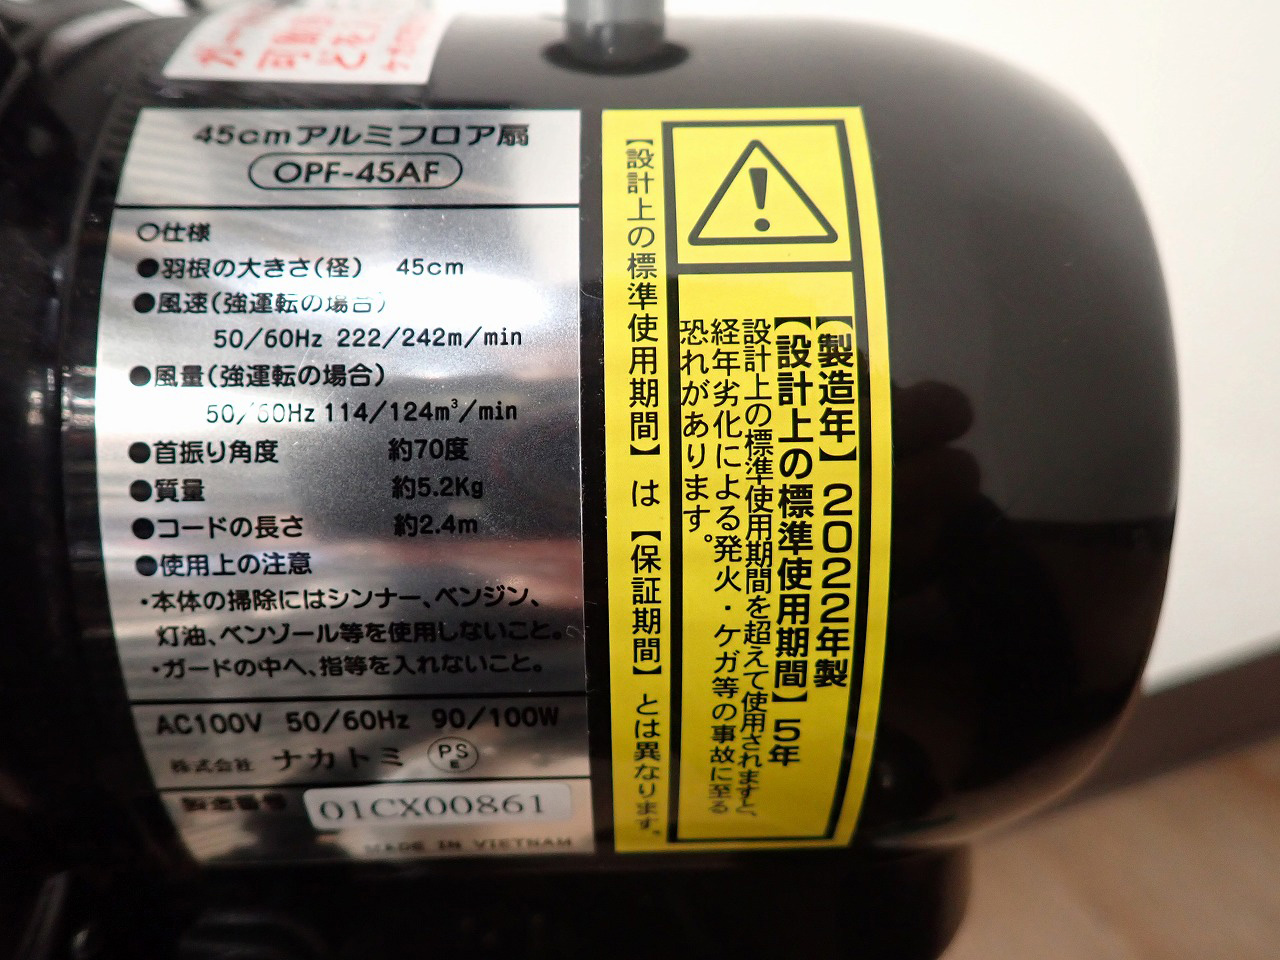 45cmアルミフロア扇
OPF-45AF
○仕様
●羽根の大きさ(径) 45cm
●風速(強運転の場合)
50/60Hz 222/242m/min
●風量(強運転の場合)
50/60Hz 114/124m³/min
●首振り角度 約70度
●質量 約5.2Kg
●コードの長さ 約2.4m
●使用上の注意
・本体の掃除にはシンナー、ベンジン、
灯油、ベンゾール等を使用しないこと。
・ガードの中へ、指等を入れないこと。
AC100V 50/60Hz 90/100W
株式会社 ナカトミ PS E
製造番号 01CX00861
MADE IN VIETNAM
【製造年】2022年製
【設計上の標準使用期間】5年
設計上の標準使用期間を超えて使用されますと、
経年劣化による発火・ケガ等の事故に至る
恐れがあります。
【設計上の標準使用期間】は【保証期間】とは異なります。